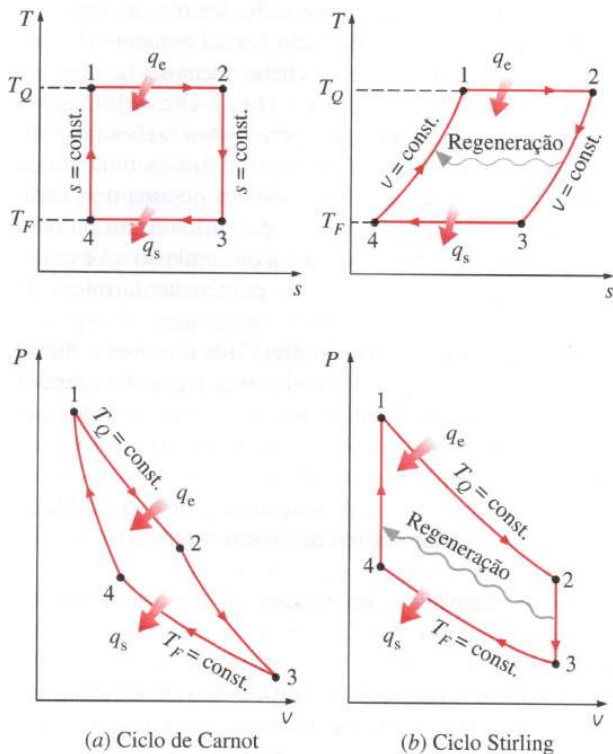 T
T_Q
T_F
1
2
3
4
q_e
q_s
s = const.
s = const.
s
T
T_Q
T_F
1
2
3
4
q_e
q_s
v = const.
v = const.
Regeneração
s
P
1
2
3
4
T_Q = const.
q_e
q_s
T_F = const.
v
(a) Ciclo de Carnot
P
1
2
3
4
q_e
T_Q = const.
Regeneração
q_s
T_F = const.
v
(b) Ciclo Stirling